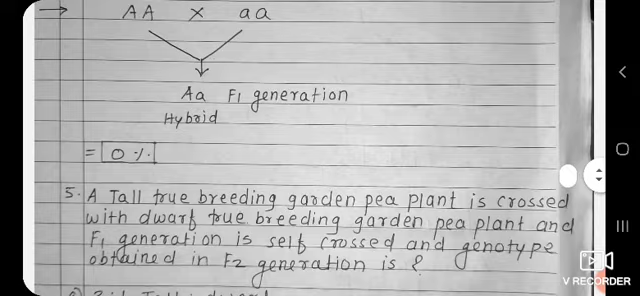 → AA x aa
Aa F1 generation
Hybrid
= 0 %.
5. A Tall true breeding garden pea plant is crossed
with dwarf true breeding garden pea plant and
F1 generation is self crossed and genotype
obtained in F2 generation is ?
V RECORDER